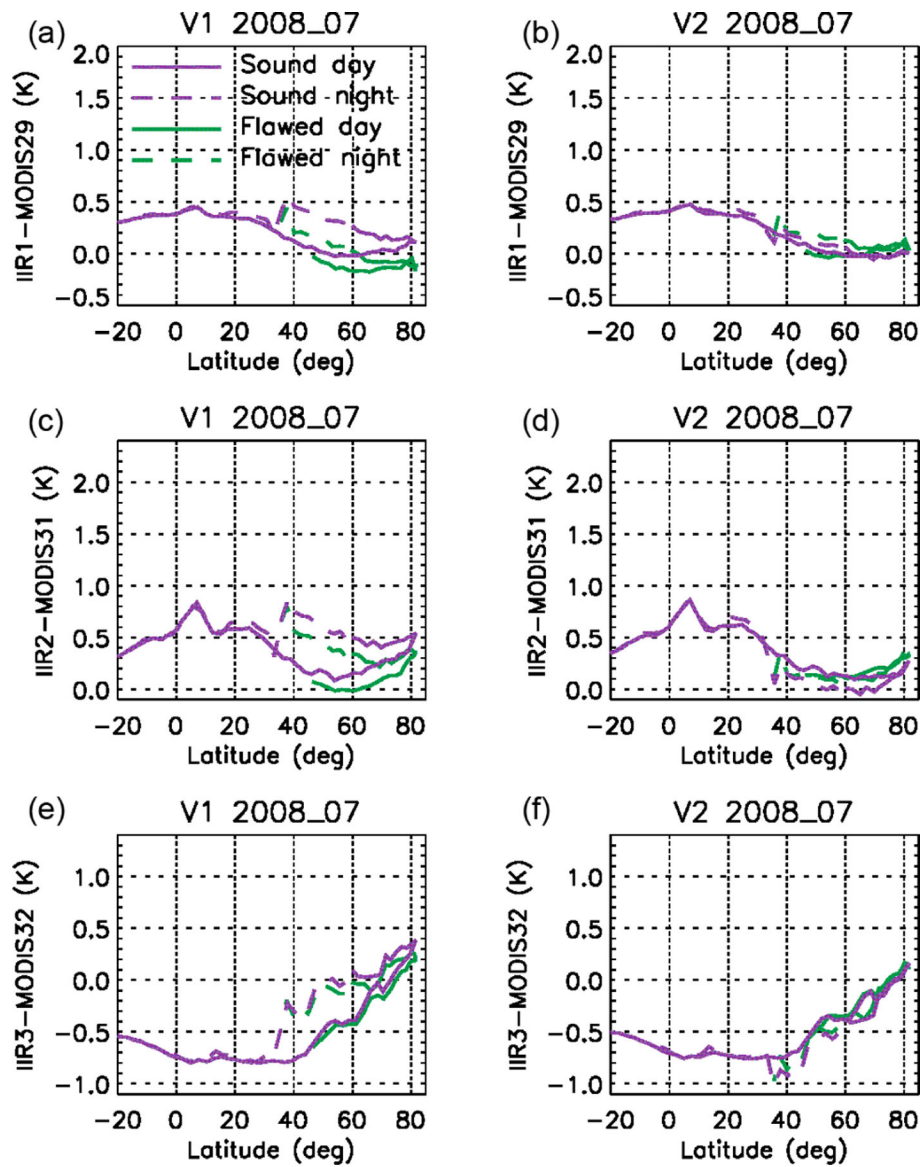 (a) V1 2008_07
IIR1-MODIS29 (K)
2.0
1.5
1.0
0.5
0.0
-0.5
Sound day
Sound night
Flawed day
Flawed night
-20 0 20 40 60 80
Latitude (deg)
(b) V2 2008_07
IIR1-MODIS29 (K)
2.0
1.5
1.0
0.5
0.0
-0.5
-20 0 20 40 60 80
Latitude (deg)
(c) V1 2008_07
IIR2-MODIS31 (K)
2.0
1.5
1.0
0.5
0.0
-20 0 20 40 60 80
Latitude (deg)
(d) V2 2008_07
IIR2-MODIS31 (K)
2.0
1.5
1.0
0.5
0.0
-20 0 20 40 60 80
Latitude (deg)
(e) V1 2008_07
IIR3-MODIS32 (K)
1.0
0.5
0.0
-0.5
-1.0
-20 0 20 40 60 80
Latitude (deg)
(f) V2 2008_07
IIR3-MODIS32 (K)
1.0
0.5
0.0
-0.5
-1.0
-20 0 20 40 60 80
Latitude (deg)